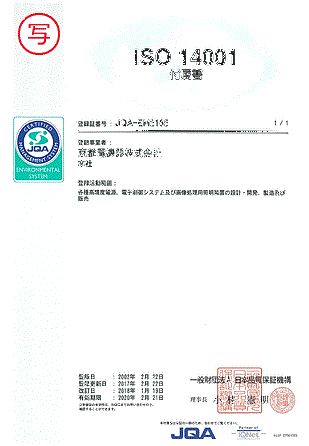 写
ISO 14001
付属書
登録証番号： JQA-EM
1 / 1
CERTIFIED
MANAGEMENT SYSTEM
JQA
ENVIRONMENTAL
SYSTEM
登録事業者：
京都電機器株式会社
本社
登録活動範囲：
各種高精度電源、電子制御システム及び画像処理用照明装置の設計・開発、製造及び
販売
登録日： 2002年 2月 22日
登録更新日： 2017年 2月 22日
改訂日： 2018年 1月 19日
有効期限： 2020年 2月 21日
一般財団法人 日本品質保証機構
理事長 小林
JQA
Partner of
IQNet